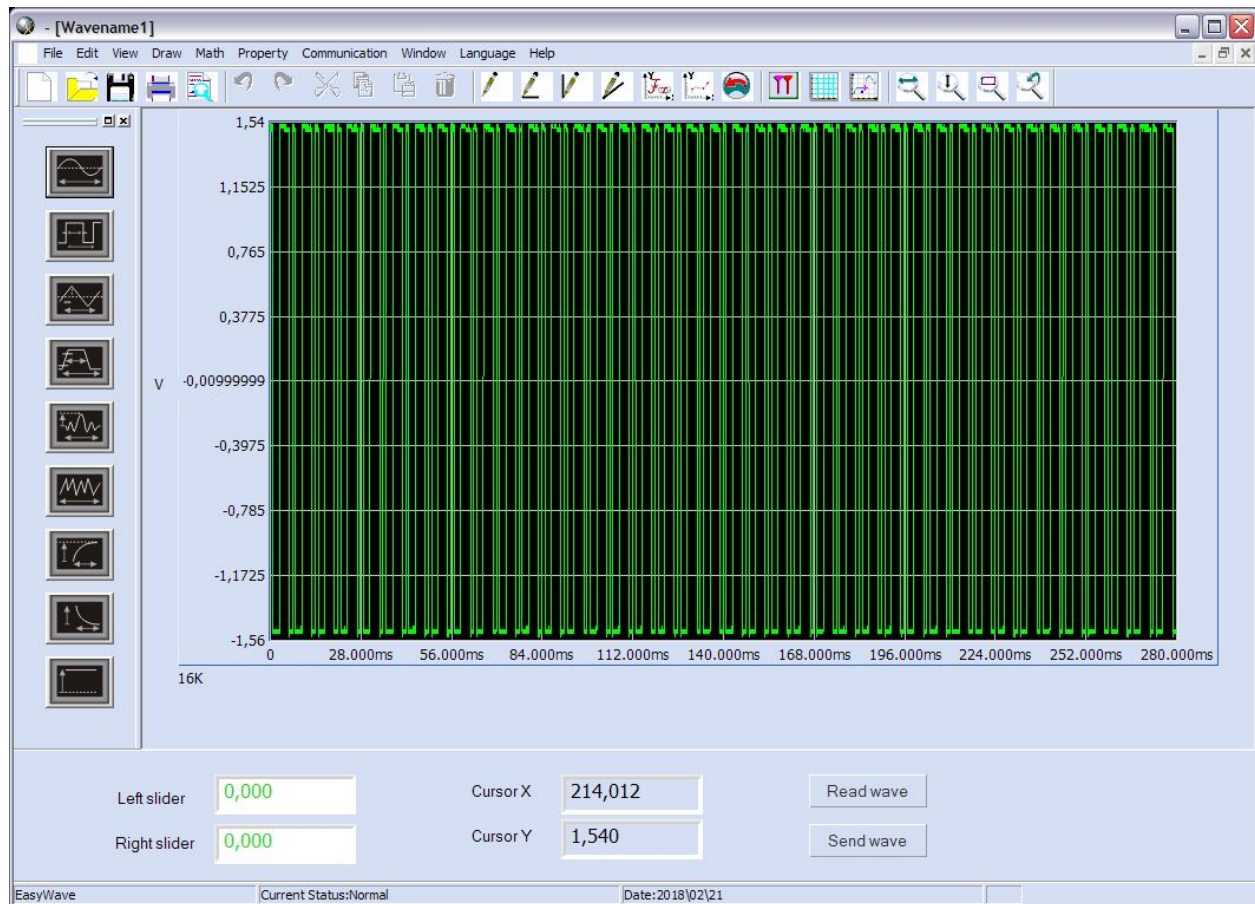 - [Wavename1]
File Edit View Draw Math Property Communication Window Language Help
1,54
1,1525
0,765
0,3775
V -0,00999999
-0,3975
-0,785
-1,1725
-1,56
0 28.000ms 56.000ms 84.000ms 112.000ms 140.000ms 168.000ms 196.000ms 224.000ms 252.000ms 280.000ms
16K
Left slider 0,000 Cursor X 214,012 Read wave
Right slider 0,000 Cursor Y 1,540 Send wave
EasyWave Current Status:Normal Date:2018\02\21